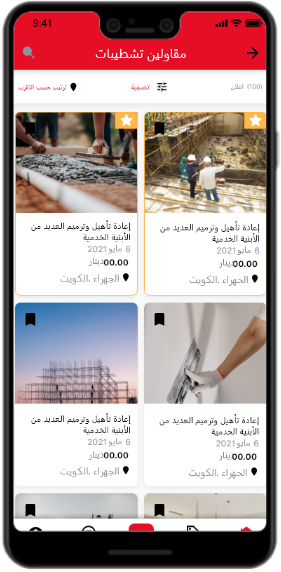 9:41
مقاولين تشطيبات
(100) اعلان
تصفية
ترتيب حسب الاقرب
إعادة تأهيل وترميم العديد من
الأبنية الخدمية
6 مايو 2021
00.00دينار
الجهراء ،الكويت
إعادة تأهيل وترميم العديد من
الأبنية الخدمية
6 مايو 2021
00.00دينار
الجهراء ،الكويت
إعادة تأهيل وترميم العديد من
الأبنية الخدمية
6 مايو 2021
00.00دينار
الجهراء ،الكويت
إعادة تأهيل وترميم العديد من
الأبنية الخدمية
6 مايو 2021
00.00دينار
الجهراء ،الكويت